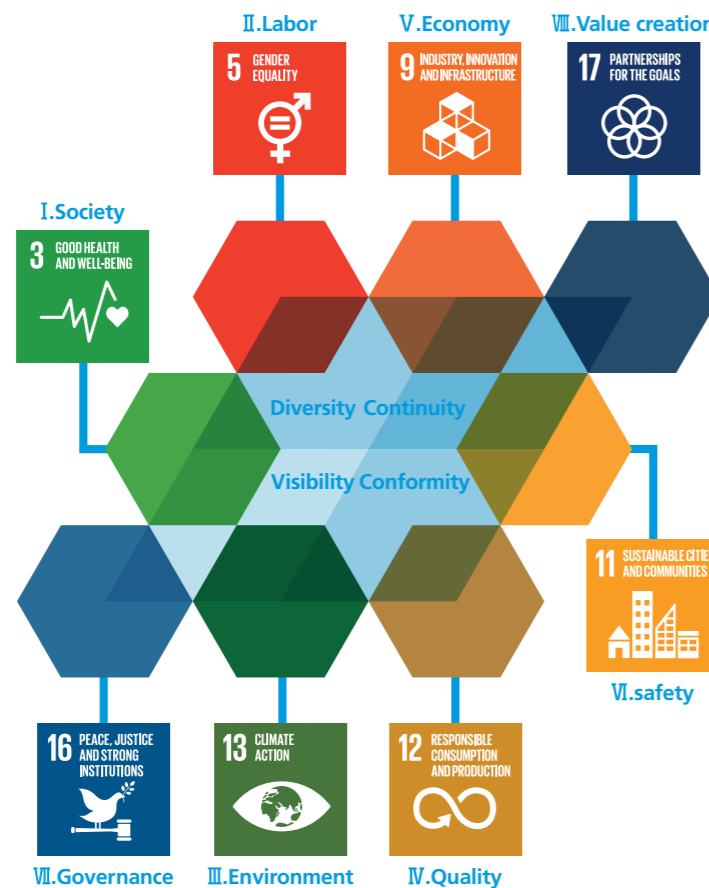 Ⅱ.Labor
Ⅴ.Economy
Ⅷ.Value creation
5 GENDER
EQUALITY
9 INDUSTRY, INNOVATION
AND INFRASTRUCTURE
17 PARTNERSHIPS
FOR THE GOALS
Ⅰ.Society
3 GOOD HEALTH
AND WELL-BEING
Diversity Continuity
Visibility Conformity
11 SUSTAINABLE CITIE
AND COMMUNITIES
Ⅵ.safety
16 PEACE, JUSTICE
AND STRONG
INSTITUTIONS
13 CLIMATE
ACTION
12 RESPONSIBLE
CONSUMPTION
AND PRODUCTION
Ⅶ.Governance
Ⅲ.Environment
Ⅳ.Quality